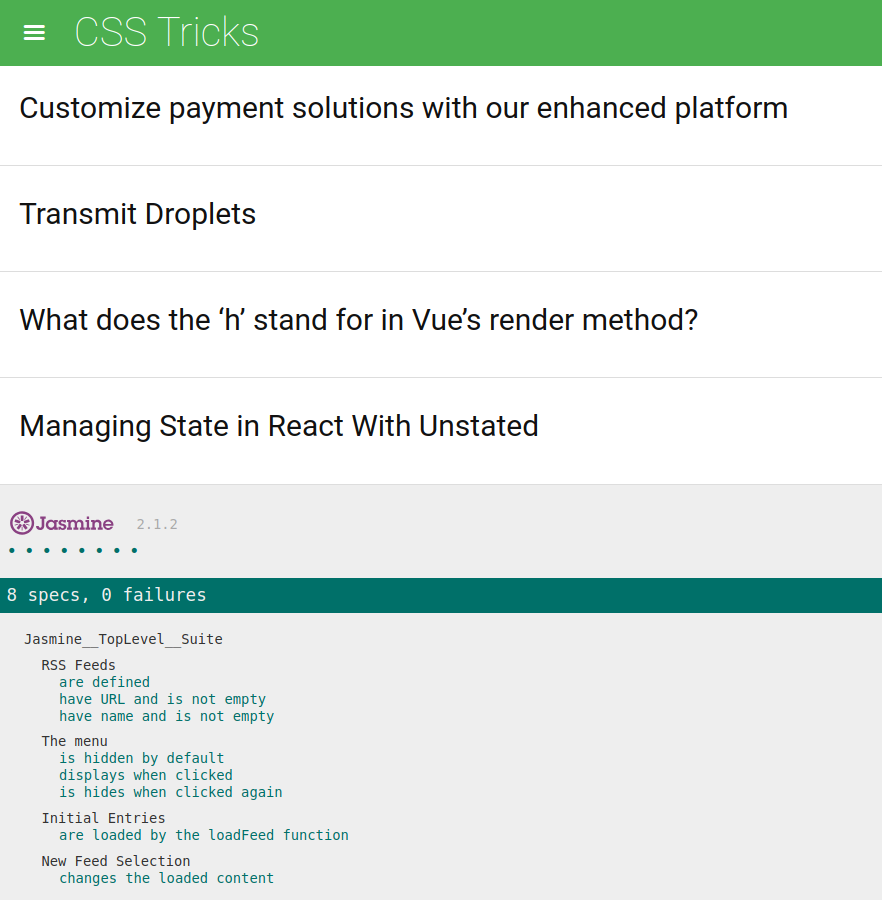 CSS Tricks
Customize payment solutions with our enhanced platform
Transmit Droplets
What does the ‘h’ stand for in Vue’s render method?
Managing State in React With Unstated
Jasmine 2.1.2
• • • • • • • •
8 specs, 0 failures
Jasmine__TopLevel__Suite
RSS Feeds
are defined
have URL and is not empty
have name and is not empty
The menu
is hidden by default
displays when clicked
is hides when clicked again
Initial Entries
are loaded by the loadFeed function
New Feed Selection
changes the loaded content